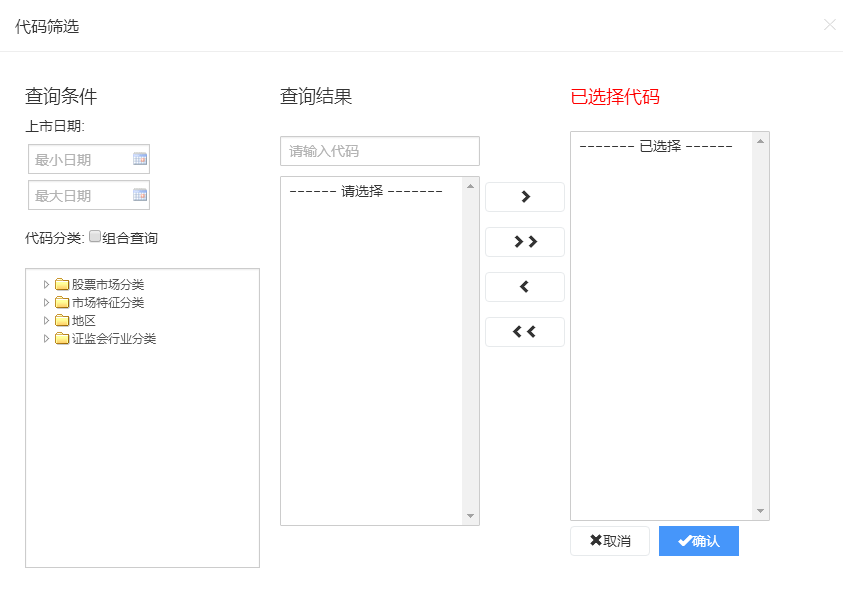 代码筛选
查询条件
上市日期:
最小日期
最大日期
代码分类: 组合查询
股票市场分类
市场特征分类
地区
证监会行业分类
查询结果
请输入代码
------ 请选择 -------
已选择代码
------- 已选择 ------
取消
确认